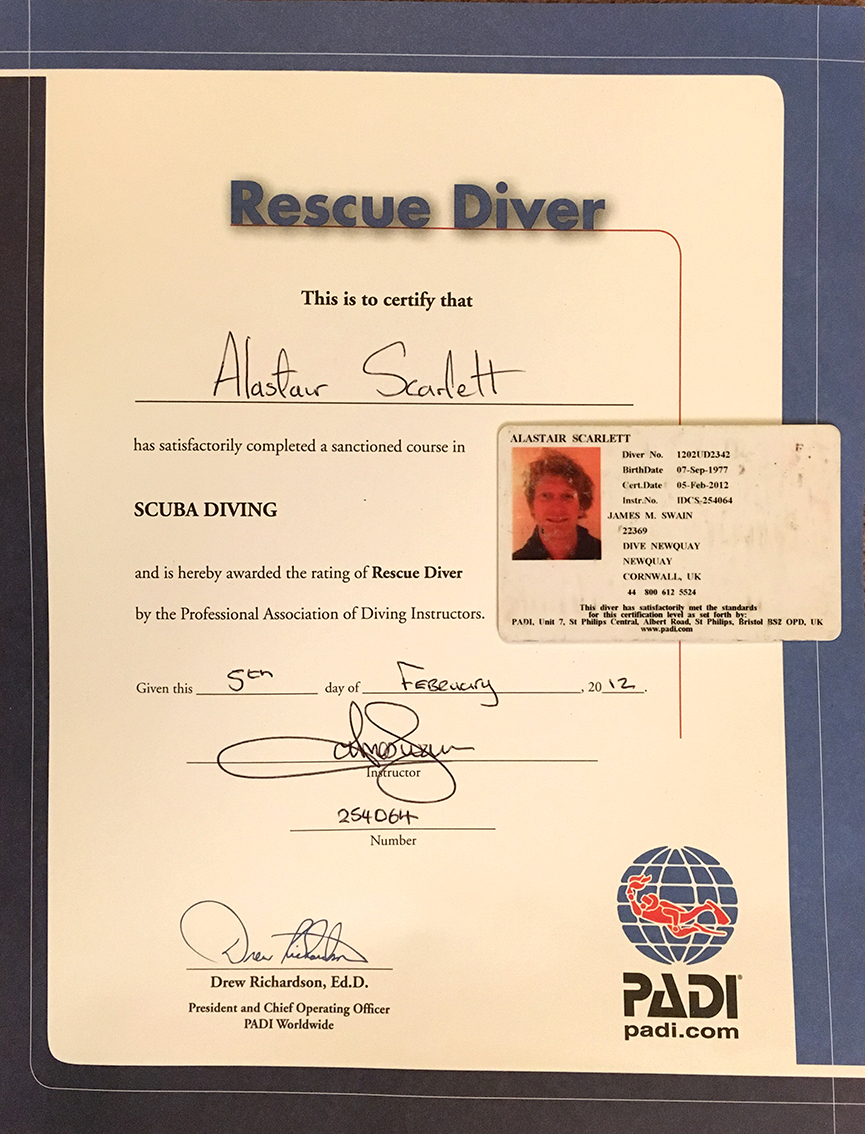 Rescue Diver
This is to certify that
Alastair Scarlett
has satisfactorily completed a sanctioned course in
SCUBA DIVING
and is hereby awarded the rating of Rescue Diver
by the Professional Association of Diving Instructors.
ALASTAIR SCARLETT
Diver No. 1202UD2342
BirthDate 07-Sep-1977
Cert.Date 05-Feb-2012
Instr.No. IDCS-254064
JAMES M. SWAIN
22369
DIVE NEWQUAY
NEWQUAY
CORNWALL, UK
44 800 612 5524
This diver has satisfactorily met the standards
for this certification level as set forth by:
PADI, Unit 7, St Philips Central, Albert Road, St Philips, Bristol BS2 OPD, UK
www.padi.com
Given this 5th day of February, 2012.
Instructor
254064
Number
Drew Richardson
Drew Richardson, Ed.D.
President and Chief Operating Officer
PADI Worldwide
PADI®
padi.com